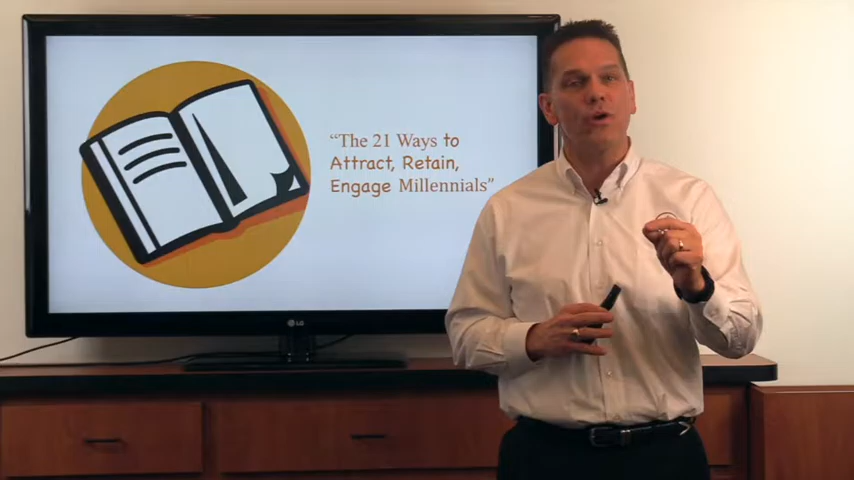 “The 21 Ways to
Attract, Retain,
Engage Millennials”
LG